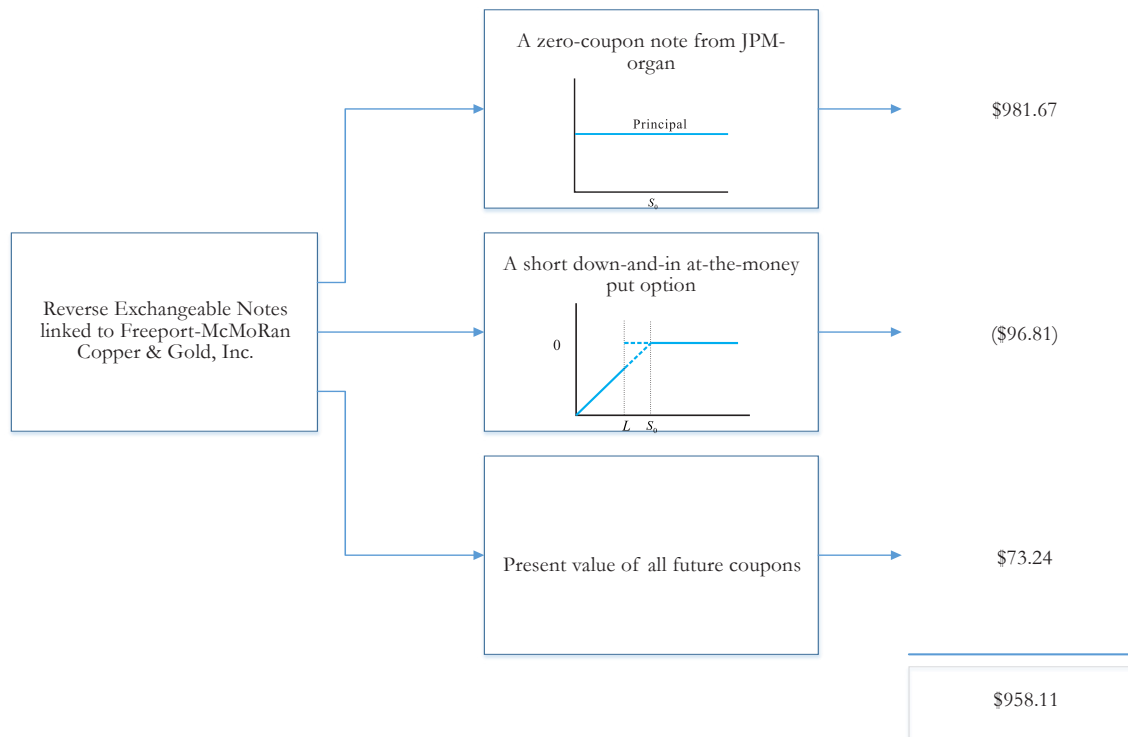 A zero-coupon note from JPM-
organ
Principal
S₀
$981.67
Reverse Exchangeable Notes
linked to Freeport-McMoRan
Copper & Gold, Inc.
A short down-and-in at-the-money
put option
0
L S₀
($96.81)
Present value of all future coupons
$73.24
$958.11